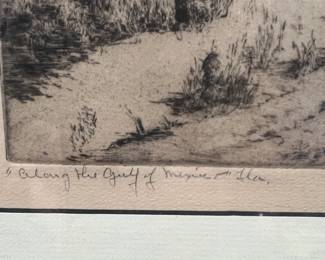 "Along the Gulf of Mexico" Fla.